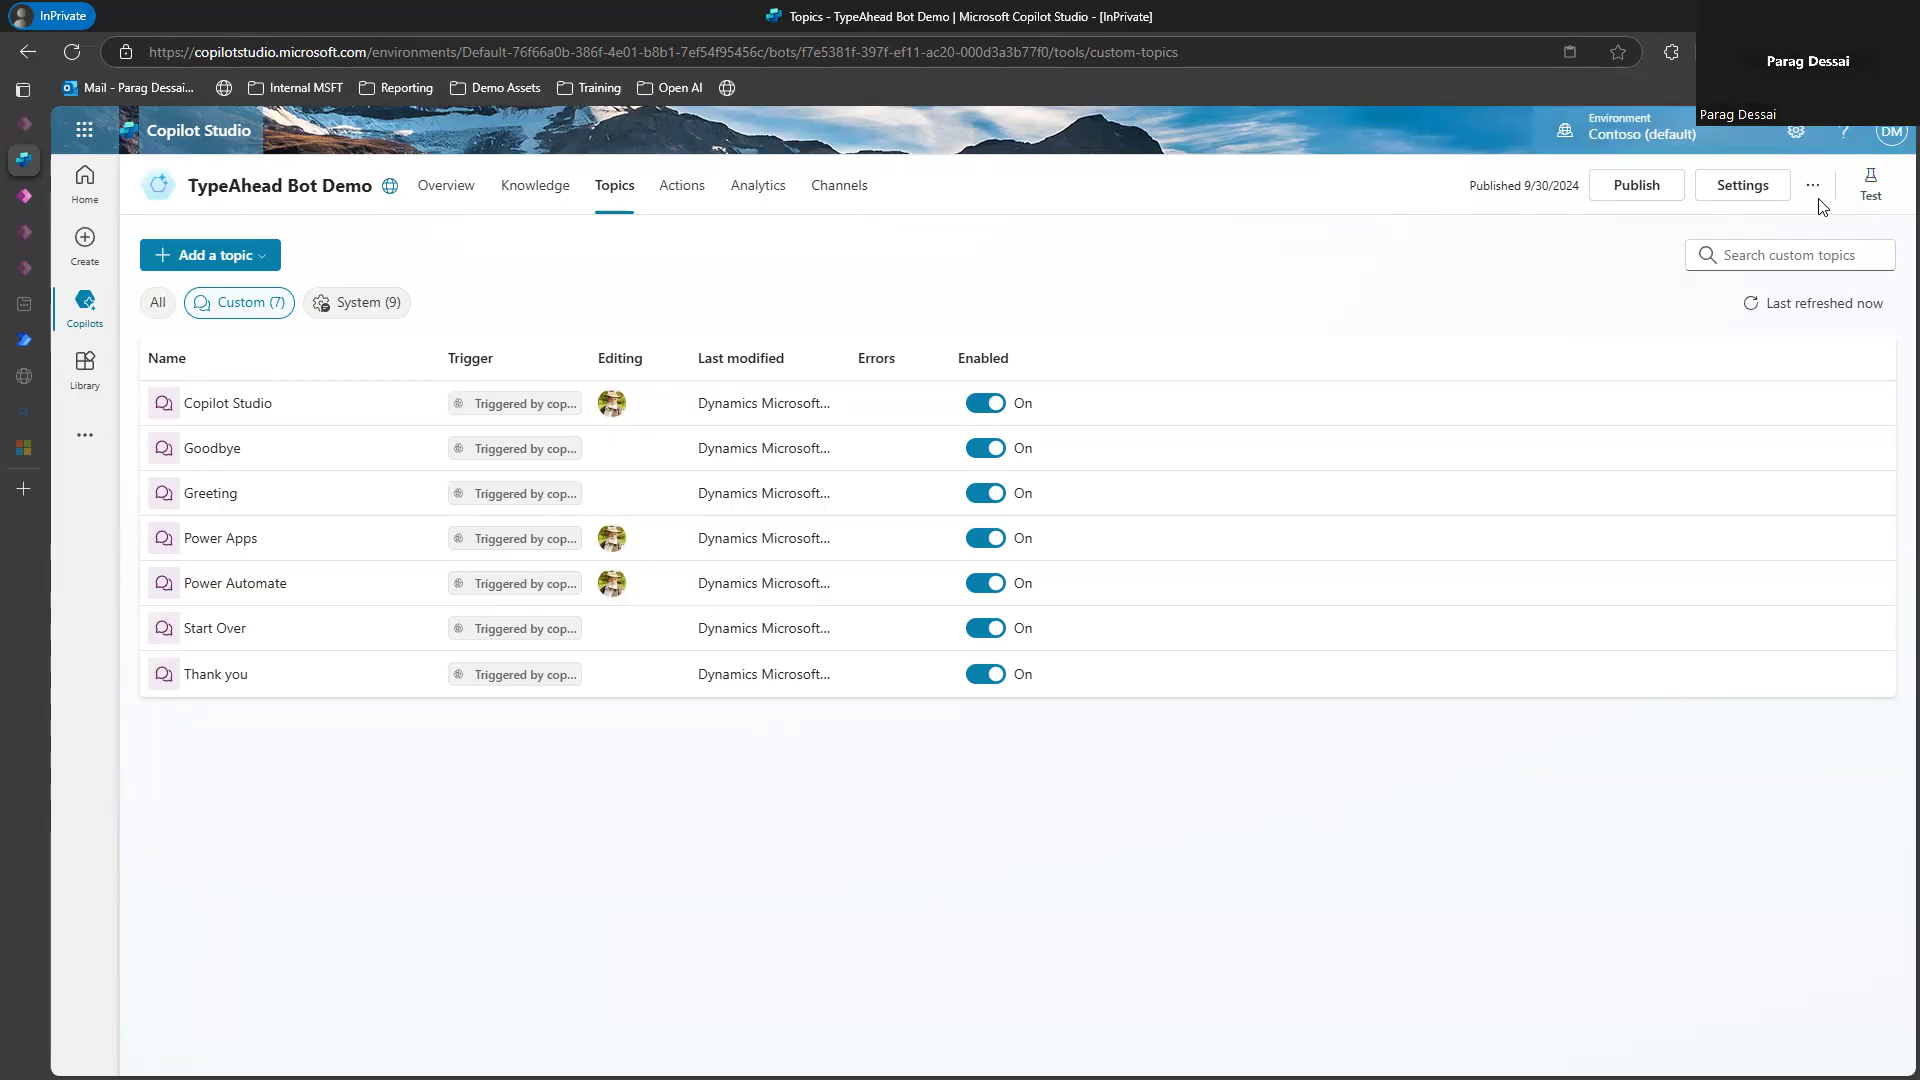 InPrivate
Topics - TypeAhead Bot Demo | Microsoft Copilot Studio - [InPrivate]
https://copilotstudio.microsoft.com/environments/Default-76f66a0b-386f-4e01-b8b1-7ef54f95456c/bots/f7e5381f-397f-ef11-ac20-000d3a3b77f0/tools/custom-topics
Parag Dessai
Mail - Parag Dessai... Internal MSFT Reporting Demo Assets Training Open AI
Parag Dessai
Copilot Studio
Environment
Contoso (default)
? DM
TypeAhead Bot Demo Overview Knowledge Topics Actions Analytics Channels
Published 9/30/2024 Publish Settings ... Test
Home
Create
Copilots
Library
...
+ Add a topic
Search custom topics
All Custom (7) System (9)
Last refreshed now
Name Trigger Editing Last modified Errors Enabled
Copilot Studio Triggered by cop... Dynamics Microsoft... On
Goodbye Triggered by cop... Dynamics Microsoft... On
Greeting Triggered by cop... Dynamics Microsoft... On
Power Apps Triggered by cop... Dynamics Microsoft... On
Power Automate Triggered by cop... Dynamics Microsoft... On
Start Over Triggered by cop... Dynamics Microsoft... On
Thank you Triggered by cop... Dynamics Microsoft... On